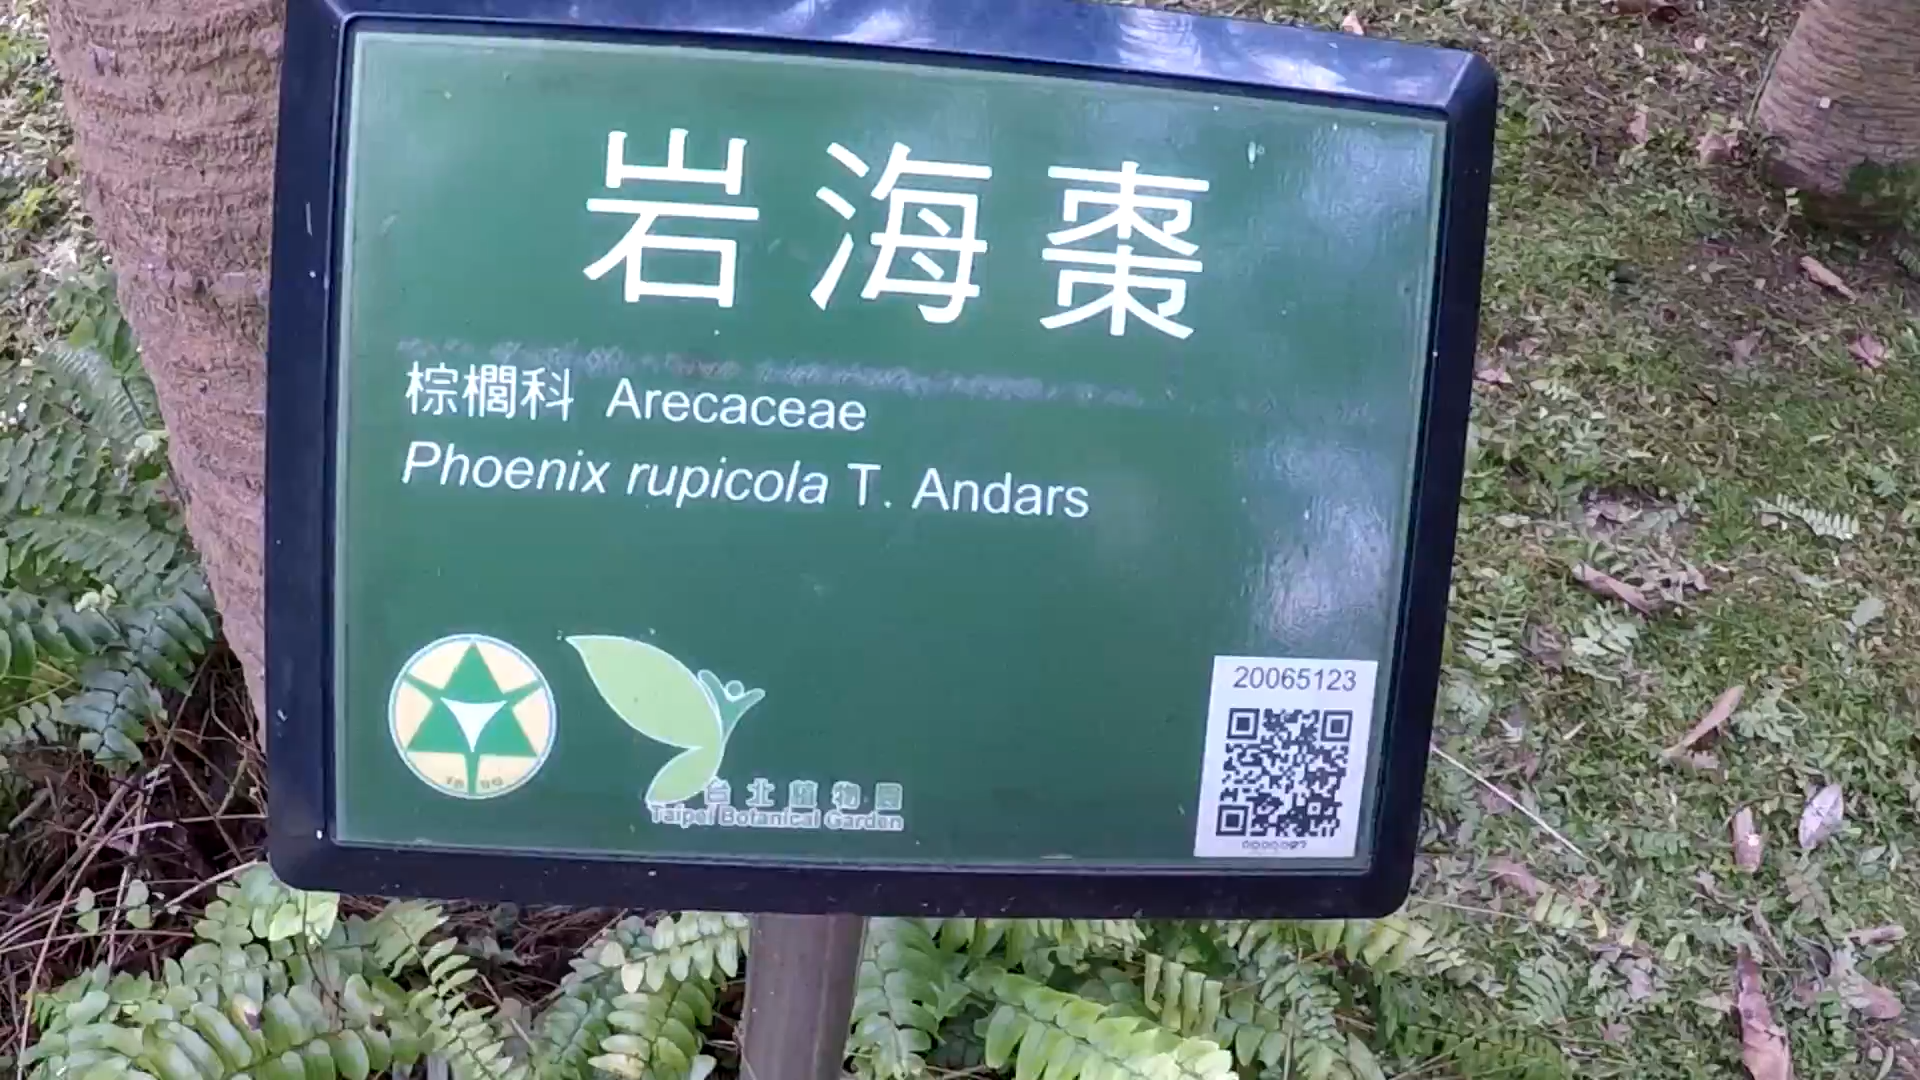 岩海棗
棕櫚科 Arecaceae
Phoenix rupicola T. Andars
台北植物園
Taipei Botanical Garden
20065123